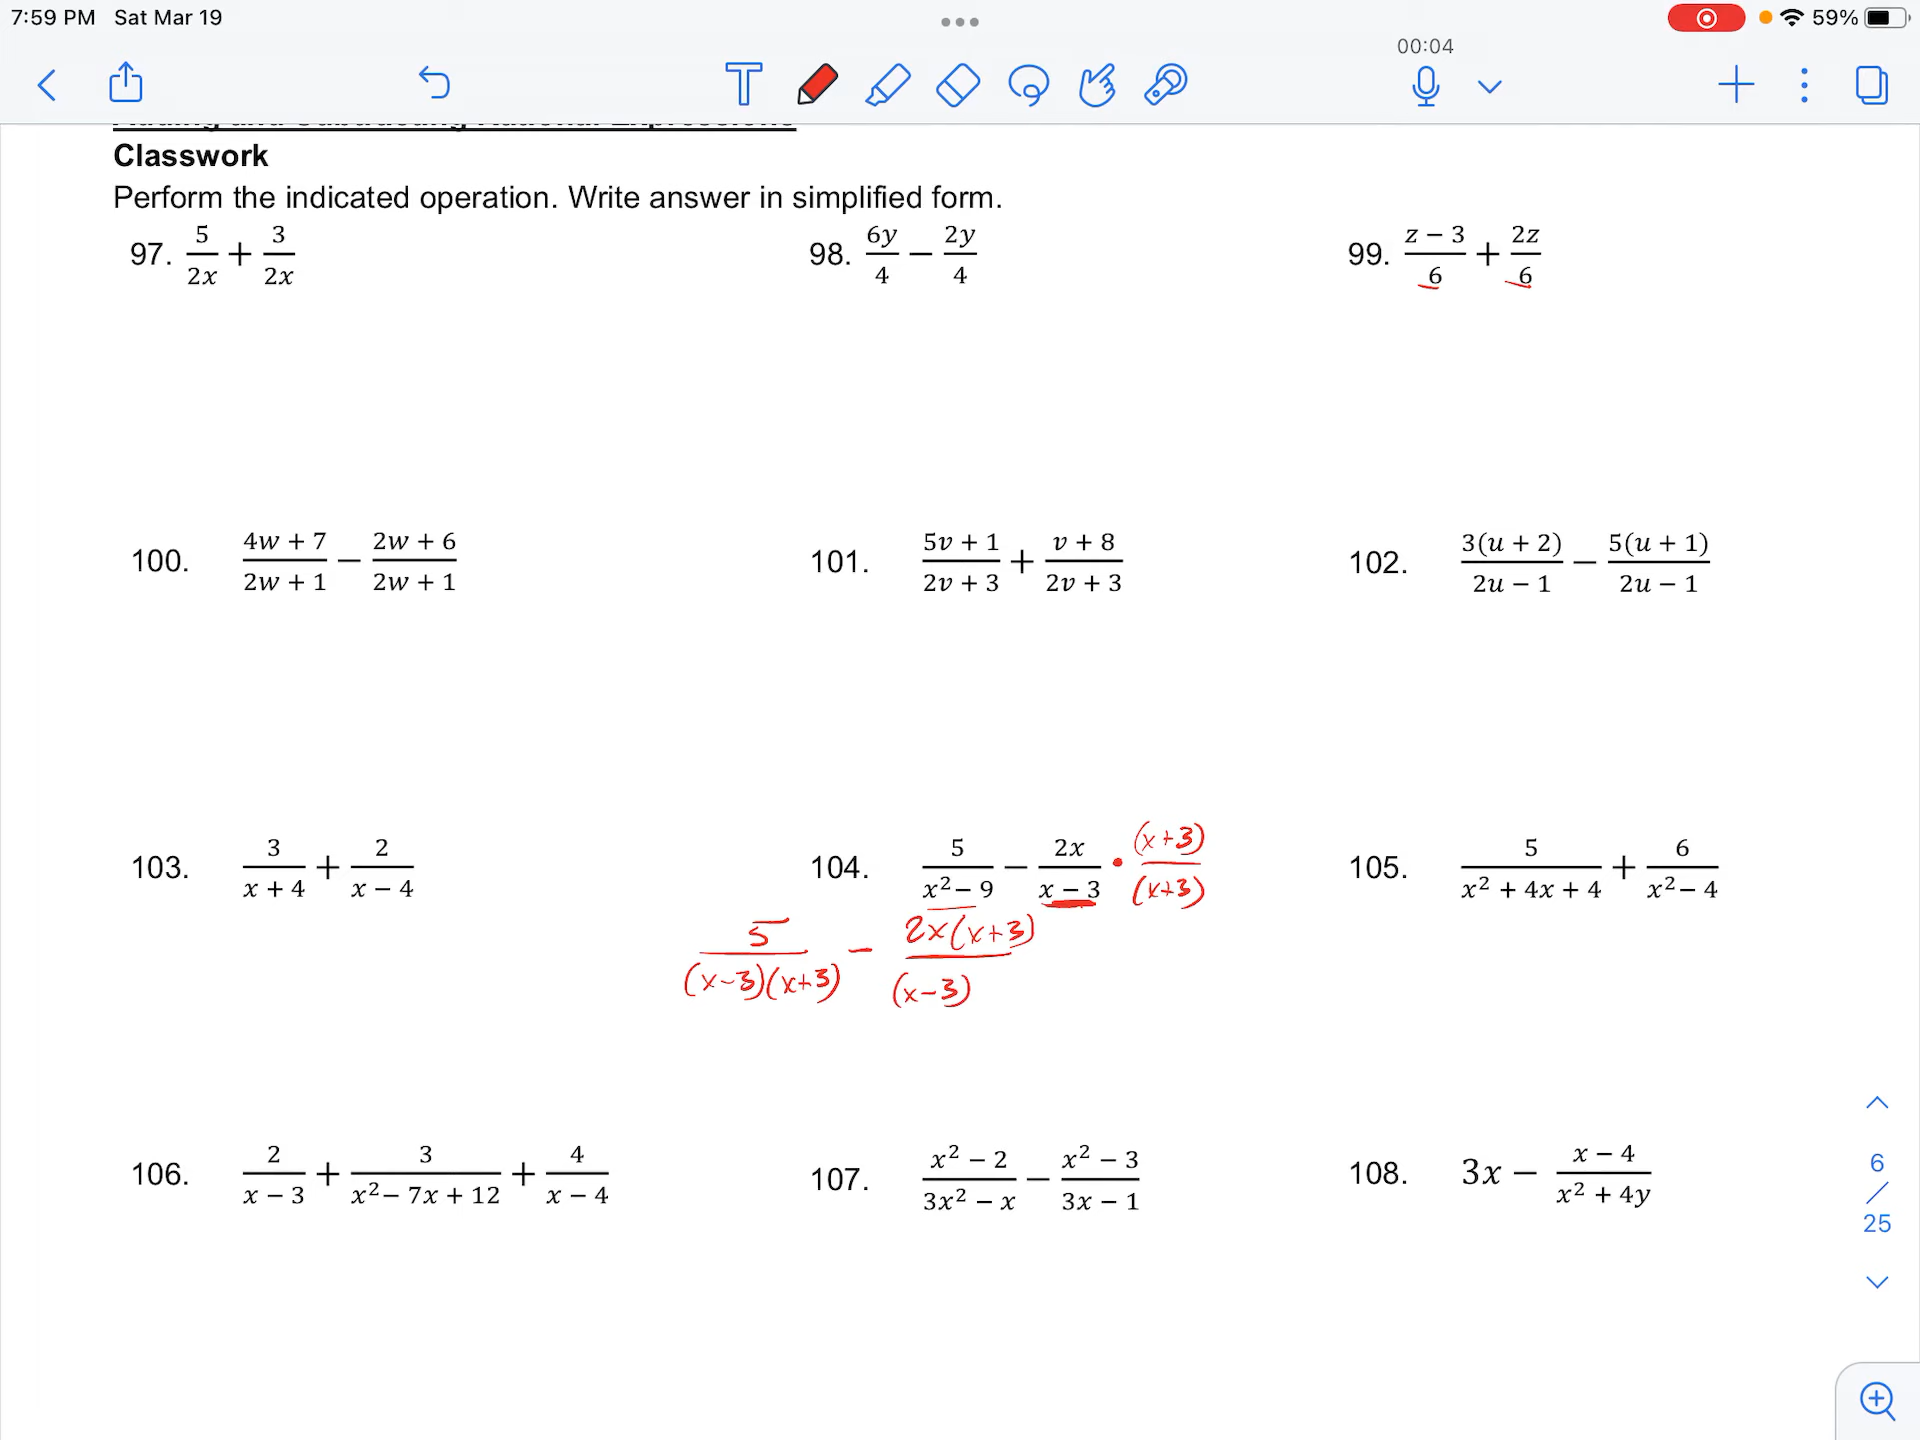 7:59 PM Sat Mar 19
59%
00:04
Adding and Subtracting Rational Expressions
Classwork
Perform the indicated operation. Write answer in simplified form.
97. 5/2x + 3/2x
98. 6y/4 − 2y/4
99. (z − 3)/6 + 2z/6
100. (4w + 7)/(2w + 1) − (2w + 6)/(2w + 1)
101. (5v + 1)/(2v + 3) + (v + 8)/(2v + 3)
102. 3(u + 2)/(2u − 1) − 5(u + 1)/(2u − 1)
103. 3/(x + 4) + 2/(x − 4)
104. 5/(x² − 9) − 2x/(x − 3) • (x+3)/(x+3)
5/(x−3)(x+3) − 2x(x+3)/(x−3)
105. 5/(x² + 4x + 4) + 6/(x² − 4)
106. 2/(x − 3) + 3/(x² − 7x + 12) + 4/(x − 4)
107. (x² − 2)/(3x² − x) − (x² − 3)/(3x − 1)
108. 3x − (x − 4)/(x² + 4y)
6
/
25